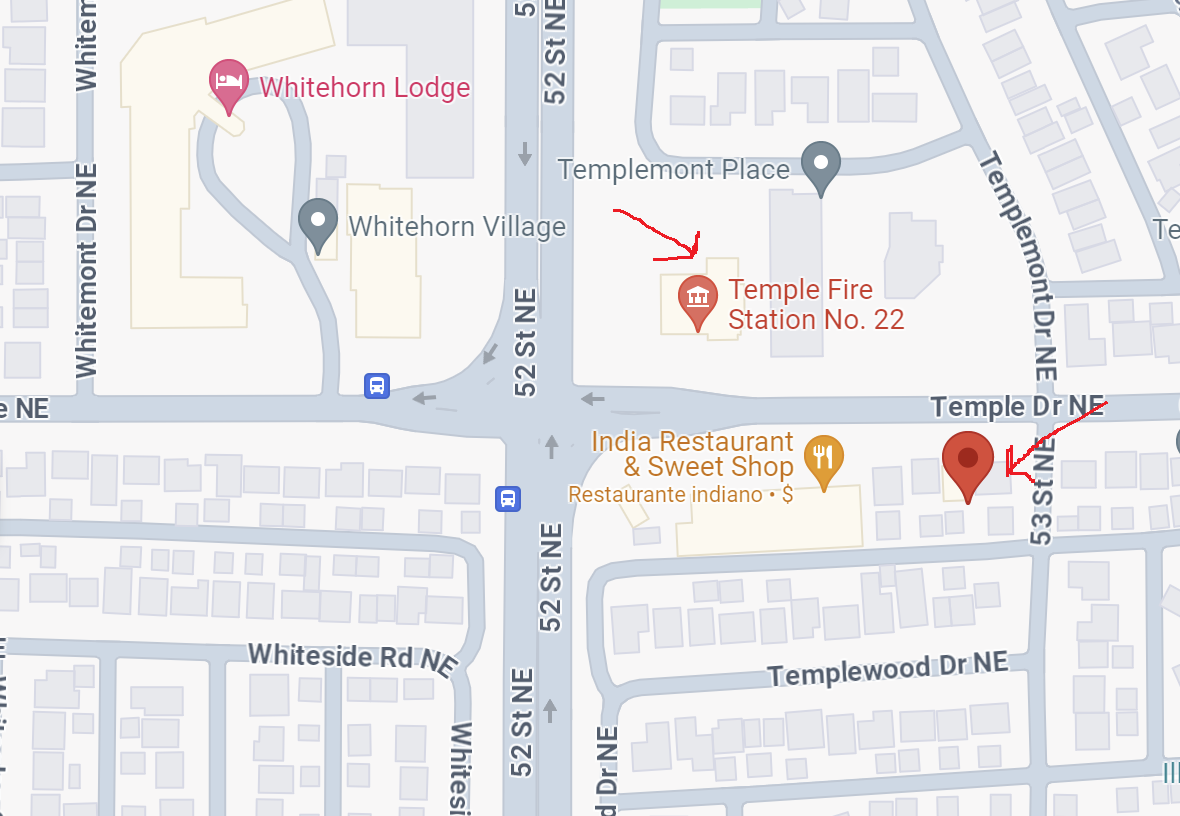 52 St NE
Whitemont Dr NE
Whitehorn Lodge
Templemont Place
Templemont Dr NE
Whitehorn Village
Temple Fire
Station No. 22
52 St NE
Temple Dr NE
India Restaurant
& Sweet Shop
Restaurante indiano • $
53 St NE
52 St NE
Whiteside Rd NE
Templewood Dr NE
52 St NE
Dr NE